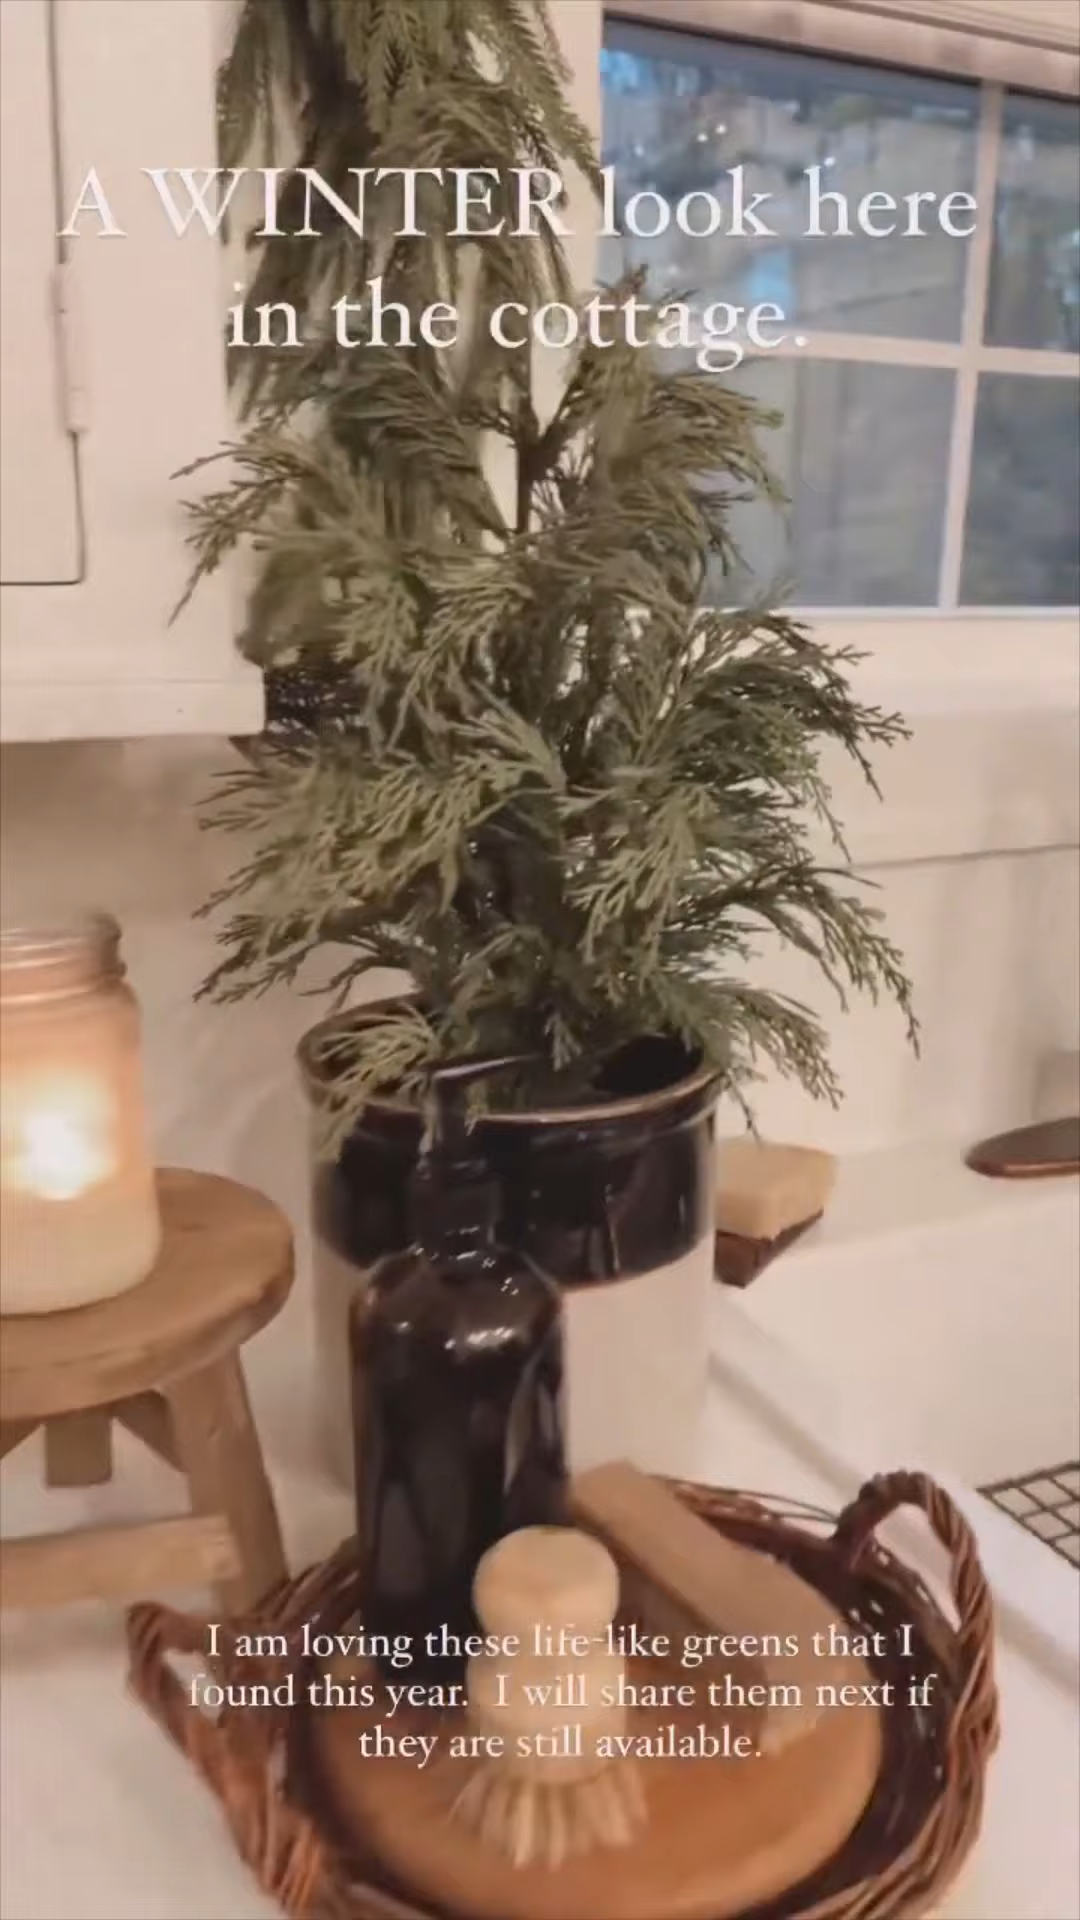 A WINTER look here
in the cottage.
I am loving these life-like greens that I
found this year.  I will share them next if
they are still available.